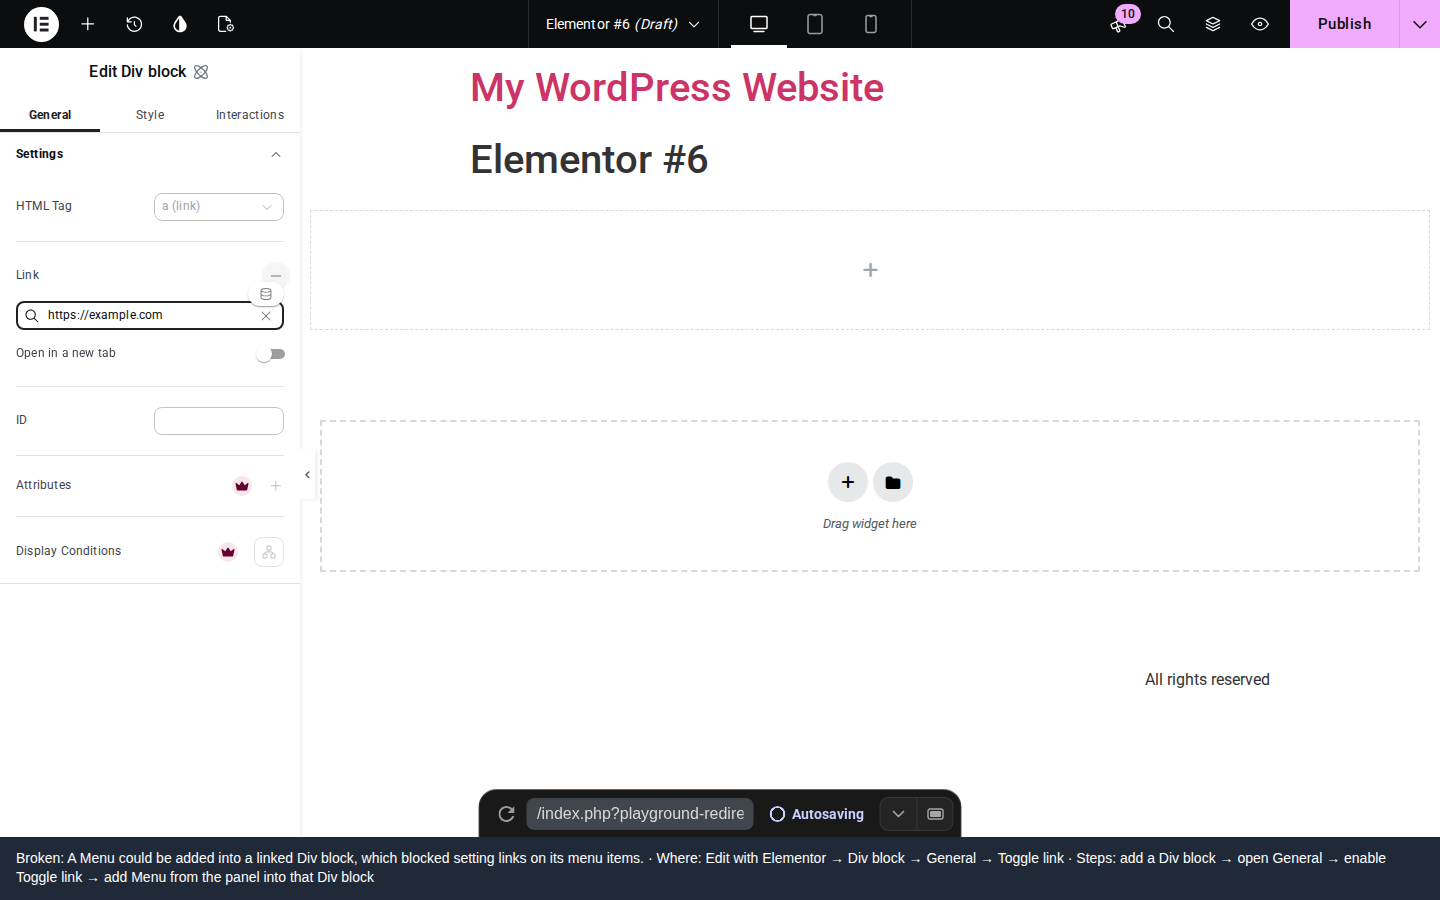 Elementor #6 (Draft)
10
Publish
Edit Div block
General
Style
Interactions
Settings
HTML Tag
a (link)
Link
https://example.com
Open in a new tab
ID
Attributes
Display Conditions
My WordPress Website
Elementor #6
Drag widget here
All rights reserved
/index.php?playground-redire
Autosaving
Broken: A Menu could be added into a linked Div block, which blocked setting links on its menu items. · Where: Edit with Elementor → Div block → General → Toggle link · Steps: add a Div block → open General → enable
Toggle link → add Menu from the panel into that Div block